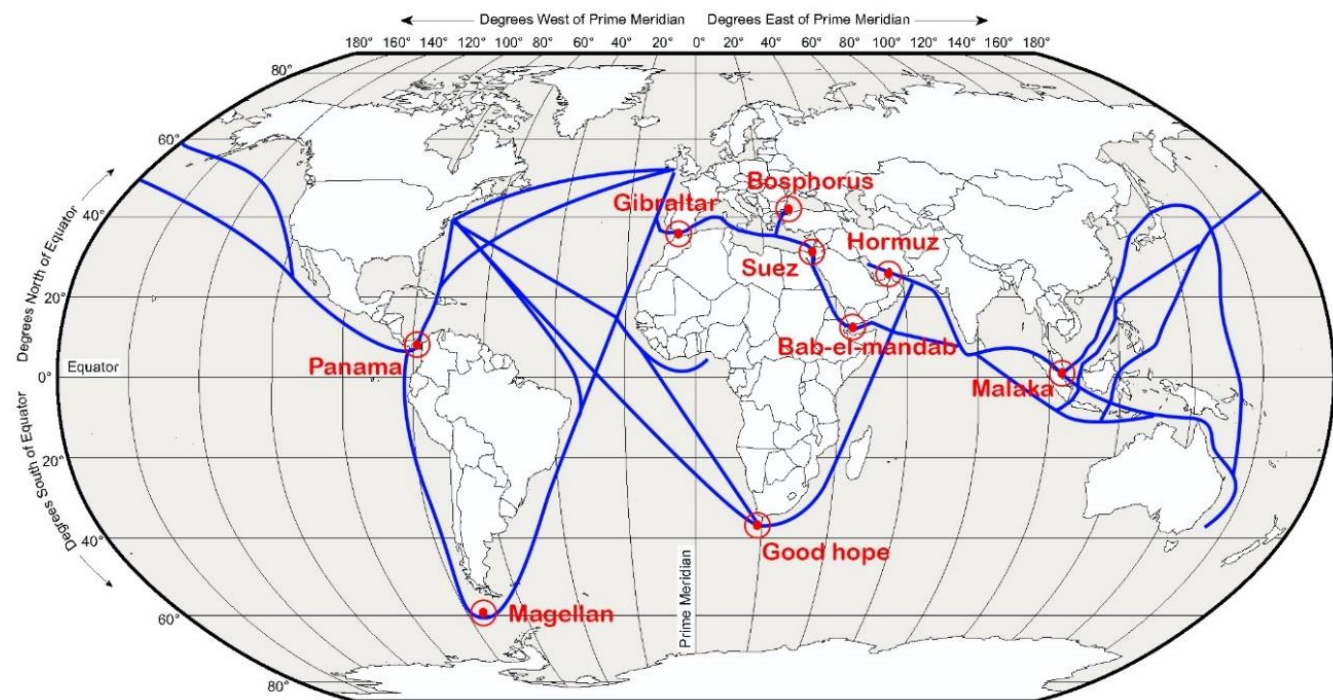 Degrees West of Prime Meridian Degrees East of Prime Meridian
180° 160° 140° 120° 100° 80° 60° 40° 20° 0° 20° 40° 60° 80° 100° 120° 140° 160° 180°
80°
60°
40°
20°
0°
20°
40°
60°
80°
Degrees North of Equator
Degrees South of Equator
Equator
Prime Meridian
Bosphorus
Gibraltar
Hormuz
Suez
Bab-el-mandab
Panama
Malaka
Good hope
Magellan